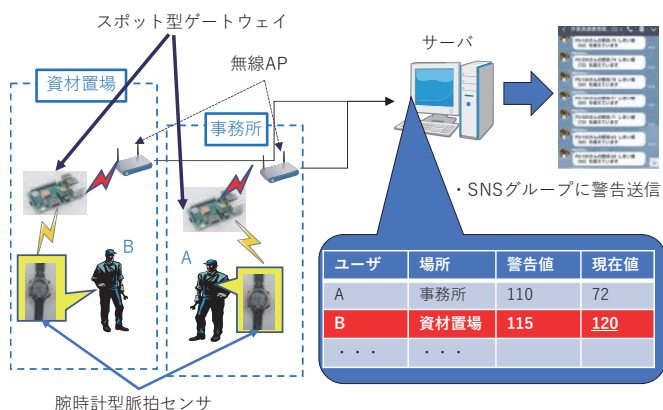 スポット型ゲートウェイ
サーバ
無線AP
資材置場
事務所
B
A
・SNSグループに警告送信
ユーザ 場所 警告値 現在値
A 事務所 110 72
B 資材置場 115 120
・・・ ・・・
腕時計型脈拍センサ